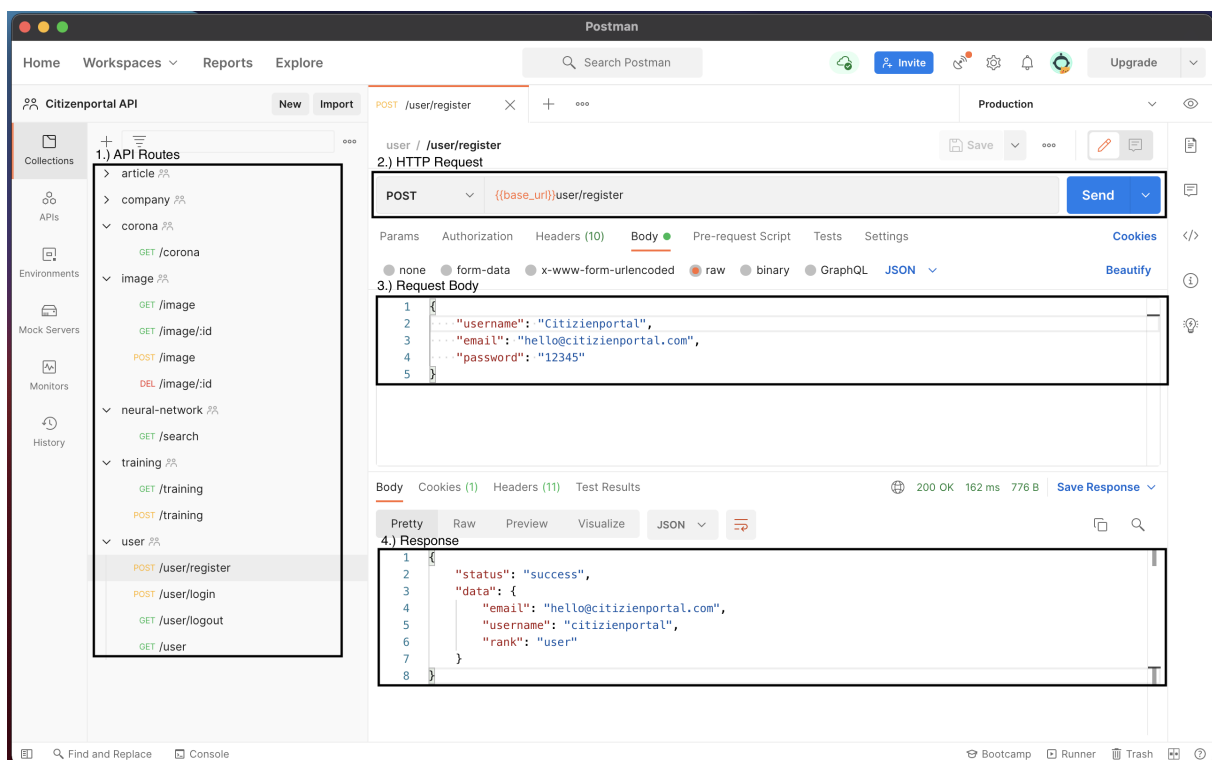 Postman
Home Workspaces Reports Explore Search Postman Invite Upgrade
Citizenportal API New Import POST /user/register Production
Collections
APIs
Environments
Mock Servers
Monitors
History
1.) API Routes
article
company
corona
GET /corona
image
GET /image
GET /image/:id
POST /image
DEL /image/:id
neural-network
GET /search
training
GET /training
POST /training
user
POST /user/register
POST /user/login
GET /user/logout
GET /user
user / /user/register Save
2.) HTTP Request
POST {{base_url}}user/register Send
Params Authorization Headers (10) Body Pre-request Script Tests Settings Cookies
none form-data x-www-form-urlencoded raw binary GraphQL JSON Beautify
3.) Request Body
1 {
2 ····"username":·"Citizienportal",
3 ····"email":·"hello@citizienportal.com",
4 ····"password":·"12345"
5 }
Body Cookies (1) Headers (11) Test Results 200 OK 162 ms 776 B Save Response
Pretty Raw Preview Visualize JSON
4.) Response
1 {
2 "status": "success",
3 "data": {
4 "email": "hello@citizienportal.com",
5 "username": "citizienportal",
6 "rank": "user"
7 }
8 }
Find and Replace Console Bootcamp Runner Trash